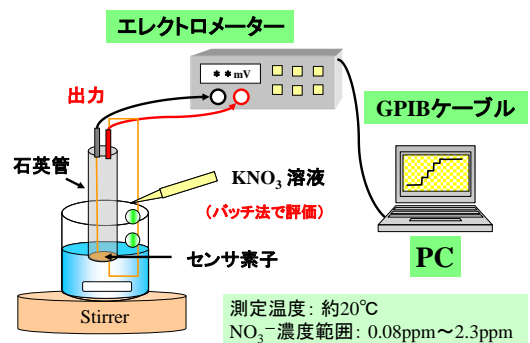 エレクトロメーター
＊＊mV
出力
GPIBケーブル
石英管
KNO₃ 溶液
(バッチ法で評価)
センサ素子
PC
Stirrer
測定温度: 約20℃
NO₃⁻濃度範囲: 0.08ppm～2.3ppm